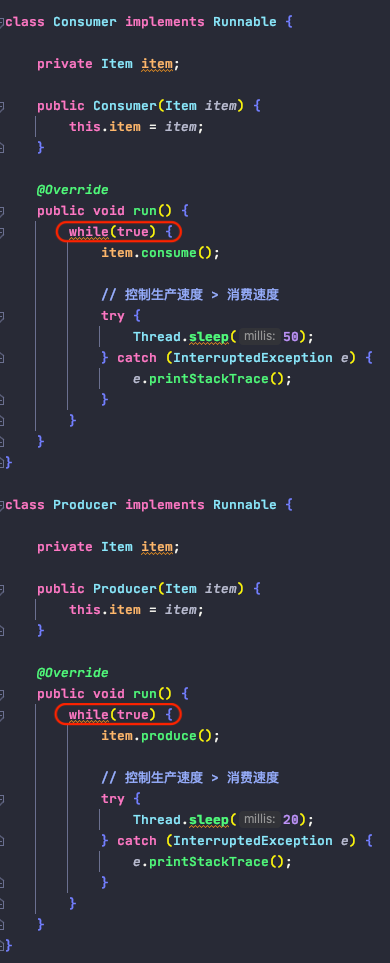 class Consumer implements Runnable {
    private Item item;
    public Consumer(Item item) {
        this.item = item;
    }
    @Override
    public void run() {
        while(true) {
            item.consume();
            // 控制生产速度 > 消费速度
            try {
                Thread.sleep( millis: 50);
            } catch (InterruptedException e) {
                e.printStackTrace();
            }
        }
    }
}
class Producer implements Runnable {
    private Item item;
    public Producer(Item item) {
        this.item = item;
    }
    @Override
    public void run() {
        while(true) {
            item.produce();
            // 控制生产速度 > 消费速度
            try {
                Thread.sleep( millis: 20);
            } catch (InterruptedException e) {
                e.printStackTrace();
            }
        }
    }
}